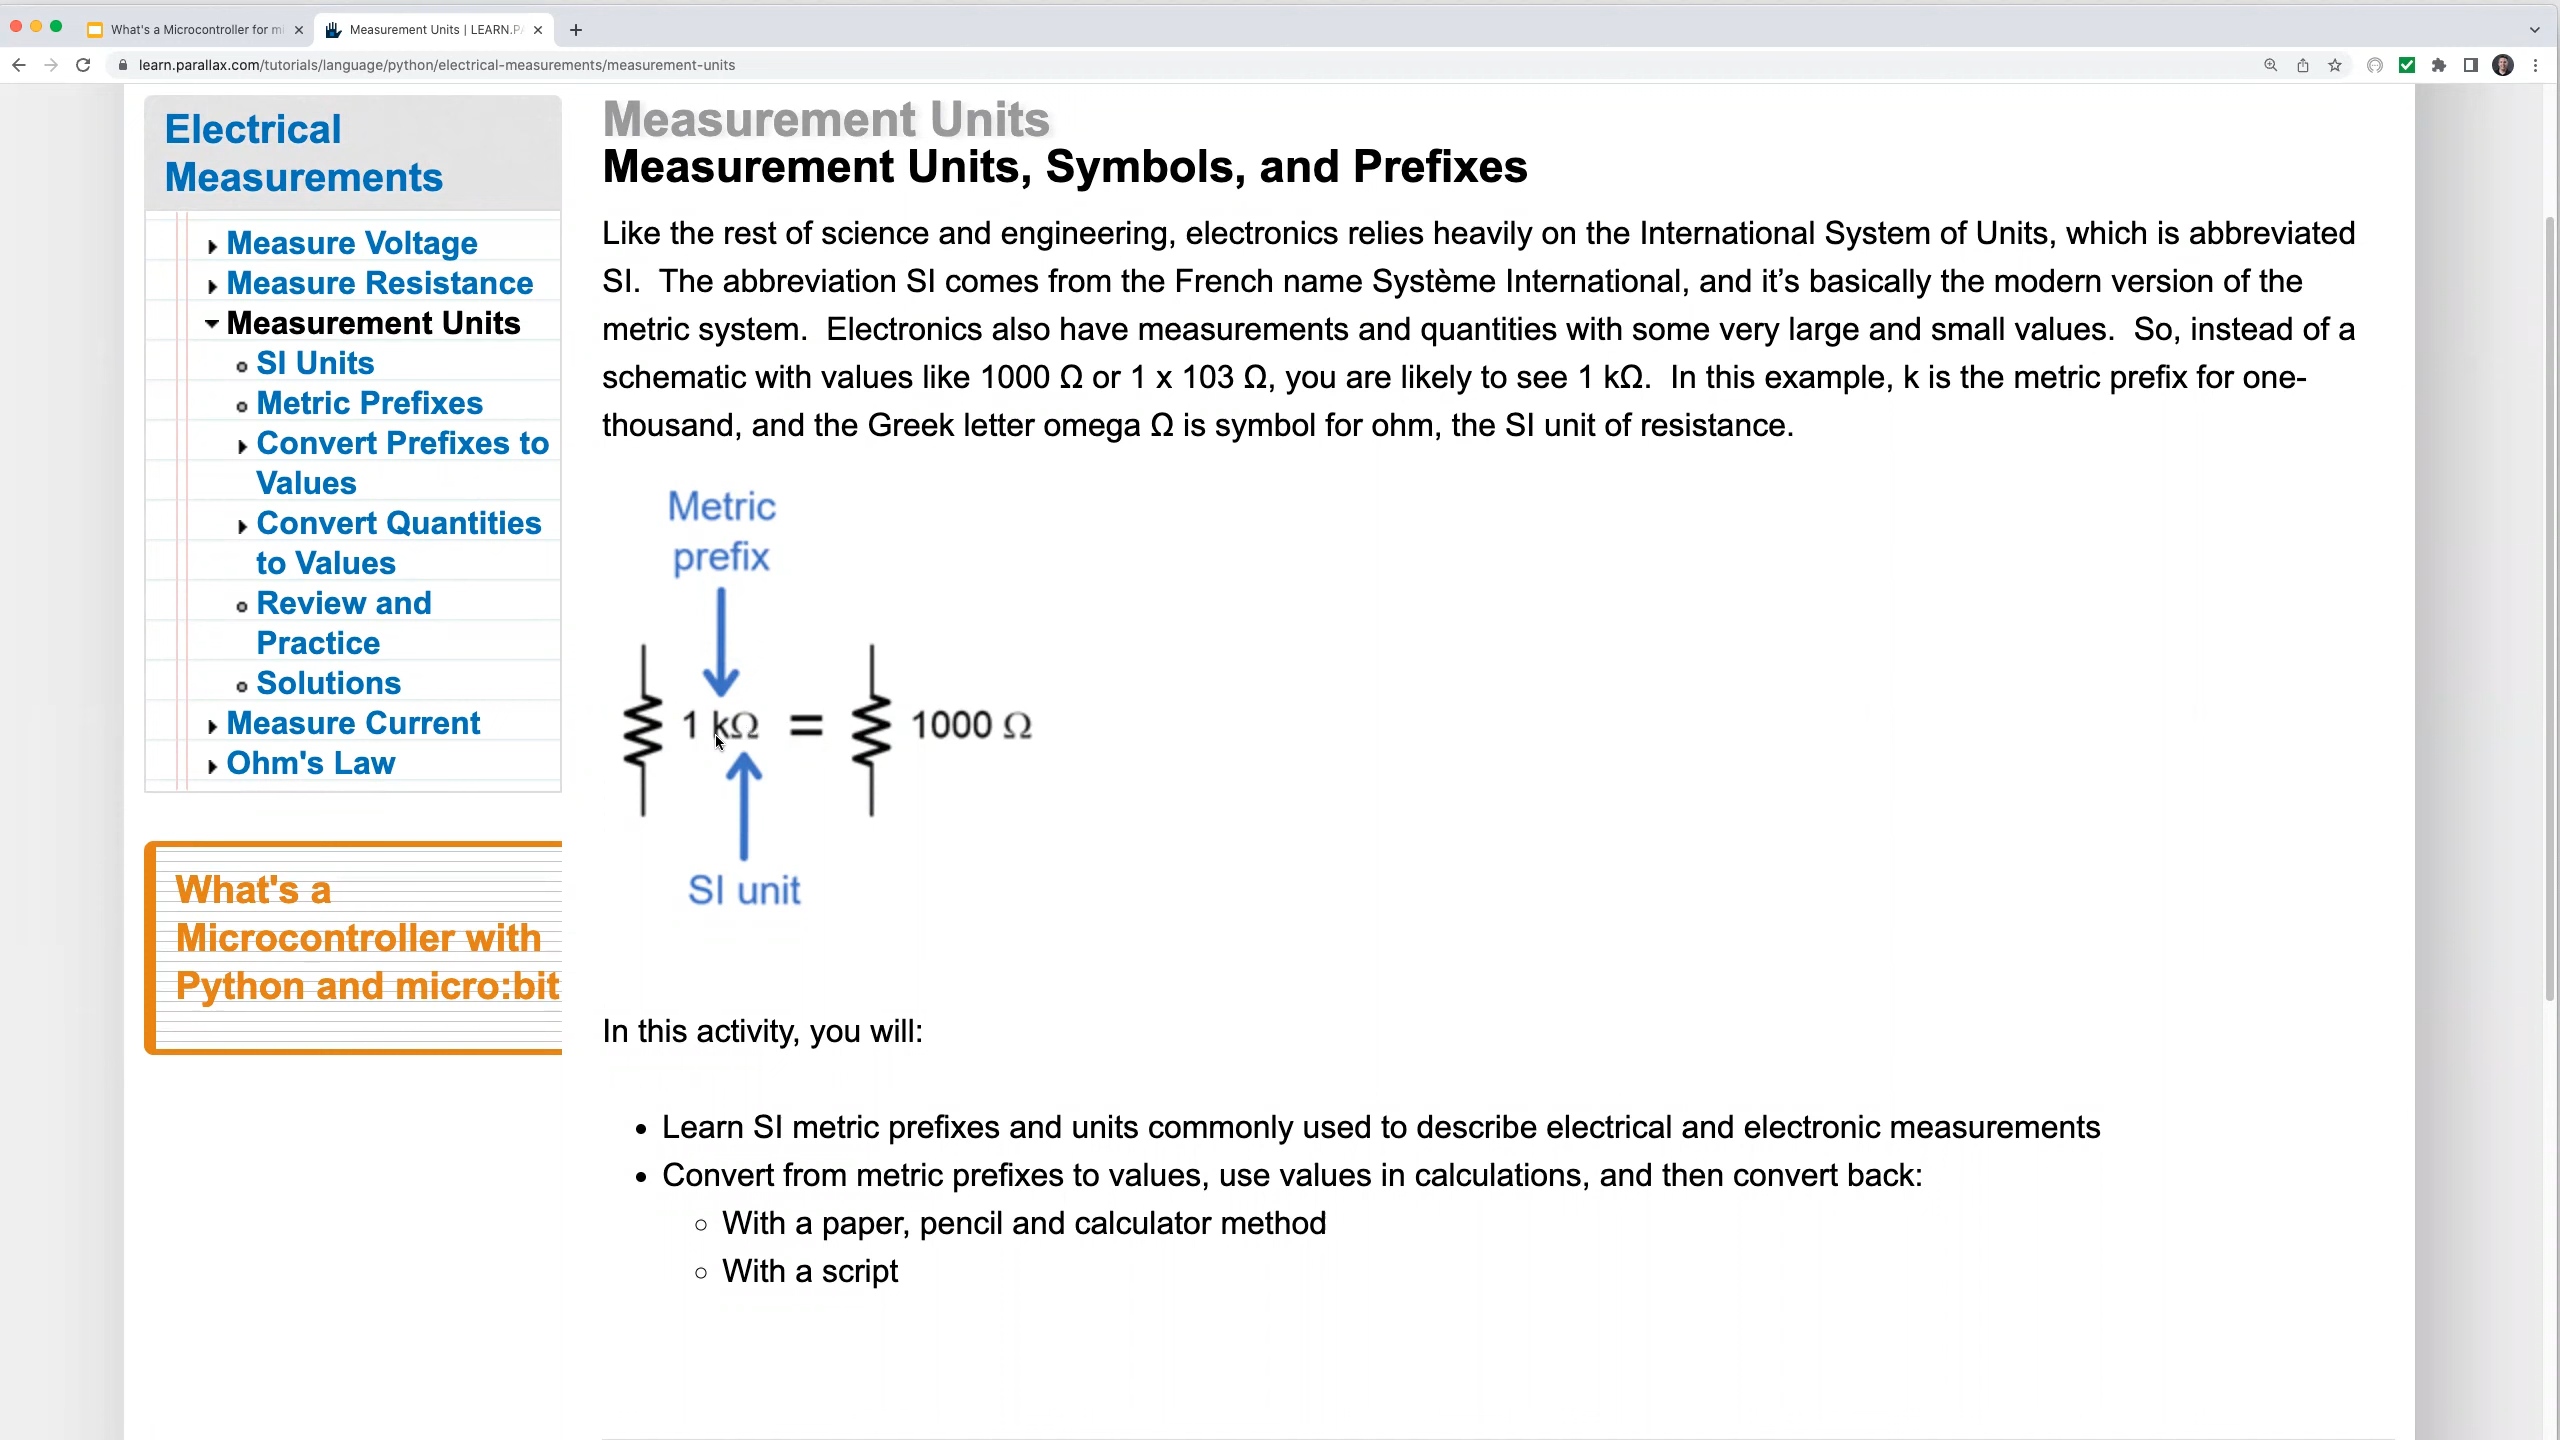 What's a Microcontroller for mi
Measurement Units | LEARN.PA
learn.parallax.com/tutorials/language/python/electrical-measurements/measurement-units
Electrical
Measurements
Measure Voltage
Measure Resistance
Measurement Units
SI Units
Metric Prefixes
Convert Prefixes to
Values
Convert Quantities
to Values
Review and
Practice
Solutions
Measure Current
Ohm's Law
What's a
Microcontroller with
Python and micro:bit
Measurement Units
Measurement Units, Symbols, and Prefixes
Like the rest of science and engineering, electronics relies heavily on the International System of Units, which is abbreviated
SI.  The abbreviation SI comes from the French name Système International, and it’s basically the modern version of the
metric system.  Electronics also have measurements and quantities with some very large and small values.  So, instead of a
schematic with values like 1000 Ω or 1 x 103 Ω, you are likely to see 1 kΩ.  In this example, k is the metric prefix for one-
thousand, and the Greek letter omega Ω is symbol for ohm, the SI unit of resistance.
Metric
prefix
1 kΩ = 1000 Ω
SI unit
In this activity, you will:
• Learn SI metric prefixes and units commonly used to describe electrical and electronic measurements
• Convert from metric prefixes to values, use values in calculations, and then convert back:
○ With a paper, pencil and calculator method
○ With a script